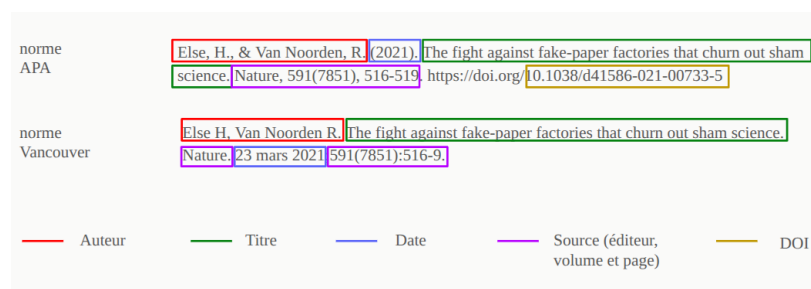 norme
APA
Else, H., & Van Noorden, R. (2021). The fight against fake-paper factories that churn out sham
science. Nature, 591(7851), 516-519. https://doi.org/10.1038/d41586-021-00733-5
norme
Vancouver
Else H, Van Noorden R. The fight against fake-paper factories that churn out sham science.
Nature. 23 mars 2021 591(7851):516-9.
Auteur
Titre
Date
Source (éditeur,
volume et page)
DOI